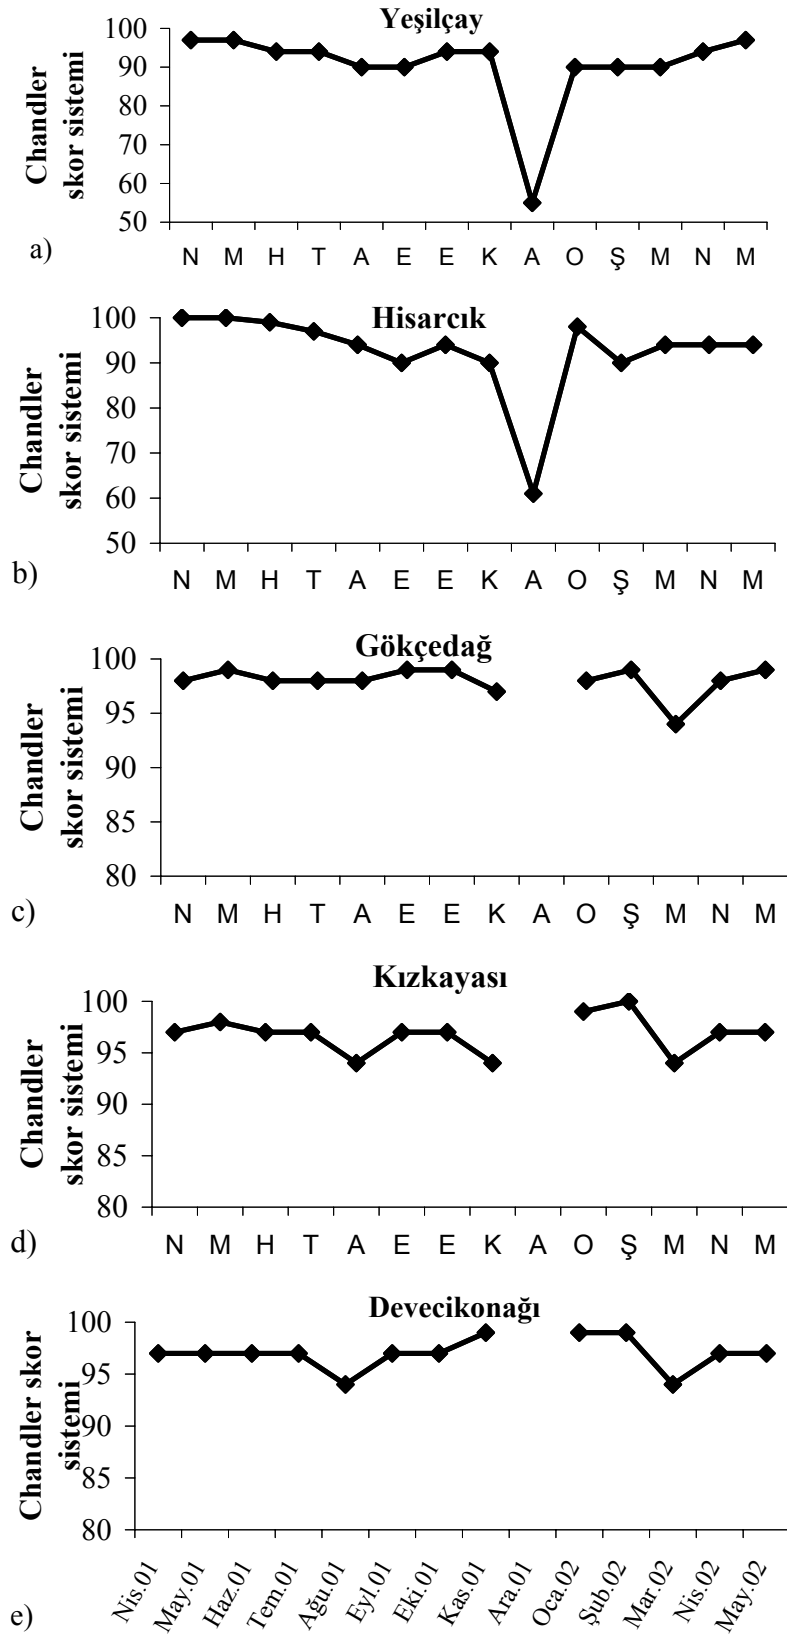 Yeşilçay
Chandler
skor sistemi
100
90
80
70
60
50
a)
N M H T A E E K A O Ş M N M
Hisarcık
Chandler
skor sistemi
100
90
80
70
60
50
b)
N M H T A E E K A O Ş M N M
Gökçedağ
Chandler
skor sistemi
100
95
90
85
80
c)
N M H T A E E K A O Ş M N M
Kızkayası
Chandler
skor sistemi
100
95
90
85
80
d)
N M H T A E E K A O Ş M N M
Devecikonağı
Chandler skor
sistemi
100
95
90
85
80
e)
Nis.01 May.01 Haz.01 Tem.01 Ağu.01 Eyl.01 Eki.01 Kas.01 Ara.01 Oca.02 Şub.02 Mar.02 Nis.02 May.02